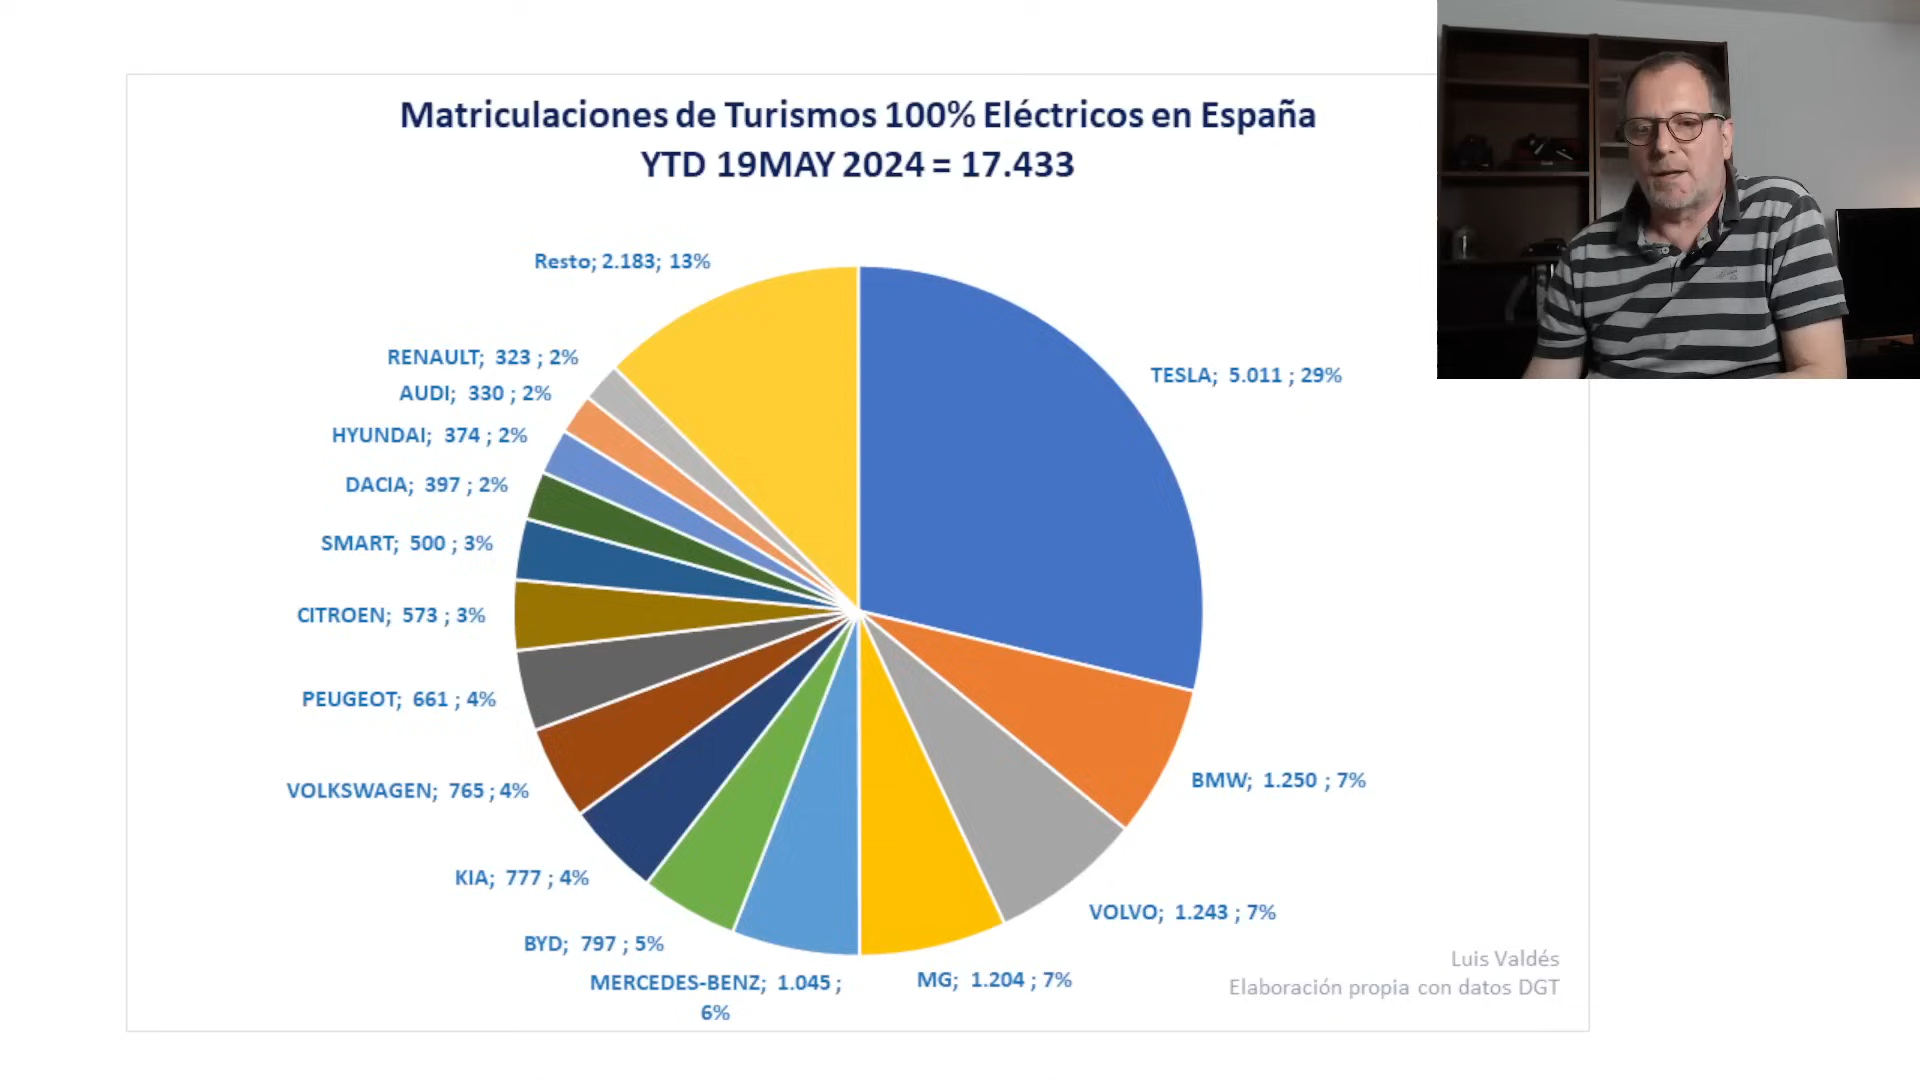 Matriculaciones de Turismos 100% Eléctricos en España
YTD 19MAY 2024 = 17.433
Resto; 2.183; 13%
RENAULT; 323 ; 2%
AUDI; 330 ; 2%
HYUNDAI; 374 ; 2%
DACIA; 397 ; 2%
SMART; 500 ; 3%
CITROEN; 573 ; 3%
PEUGEOT; 661 ; 4%
VOLKSWAGEN; 765 ; 4%
KIA; 777 ; 4%
BYD; 797 ; 5%
MERCEDES-BENZ; 1.045 ;
6%
MG; 1.204 ; 7%
VOLVO; 1.243 ; 7%
BMW; 1.250 ; 7%
TESLA; 5.011 ; 29%
Luis Valdés
Elaboración propia con datos DGT